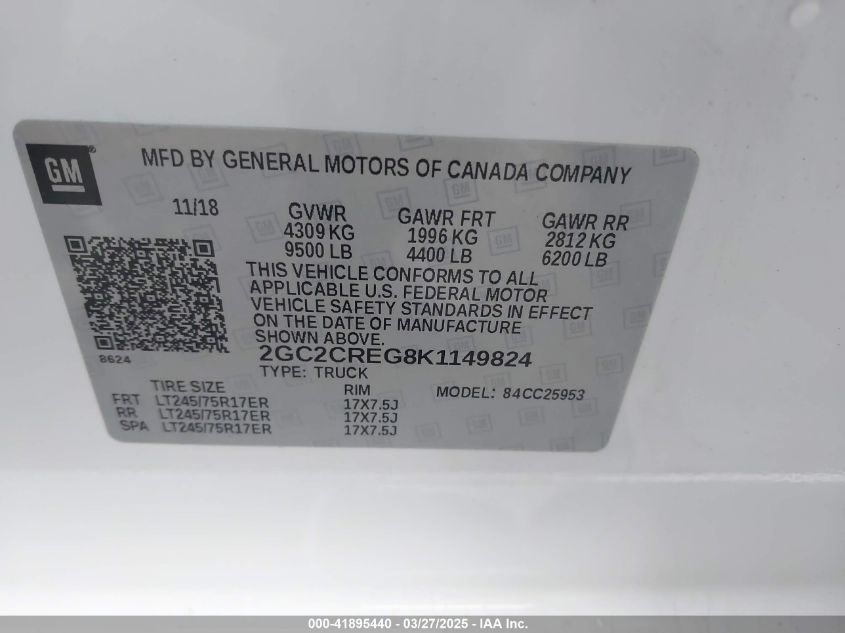 GM
MFD BY GENERAL MOTORS OF CANADA COMPANY
11/18 GVWR GAWR FRT GAWR RR
4309 KG 1996 KG 2812 KG
9500 LB 4400 LB 6200 LB
THIS VEHICLE CONFORMS TO ALL
APPLICABLE U.S. FEDERAL MOTOR
VEHICLE SAFETY STANDARDS IN EFFECT
ON THE DATE OF MANUFACTURE
SHOWN ABOVE.
8624 2GC2CREG8K1149824
TYPE: TRUCK
TIRE SIZE RIM MODEL: 84CC25953
FRT LT245/75R17ER 17X7.5J
RR LT245/75R17ER 17X7.5J
SPA LT245/75R17ER 17X7.5J
000-41895440 - 03/27/2025 - IAA Inc.